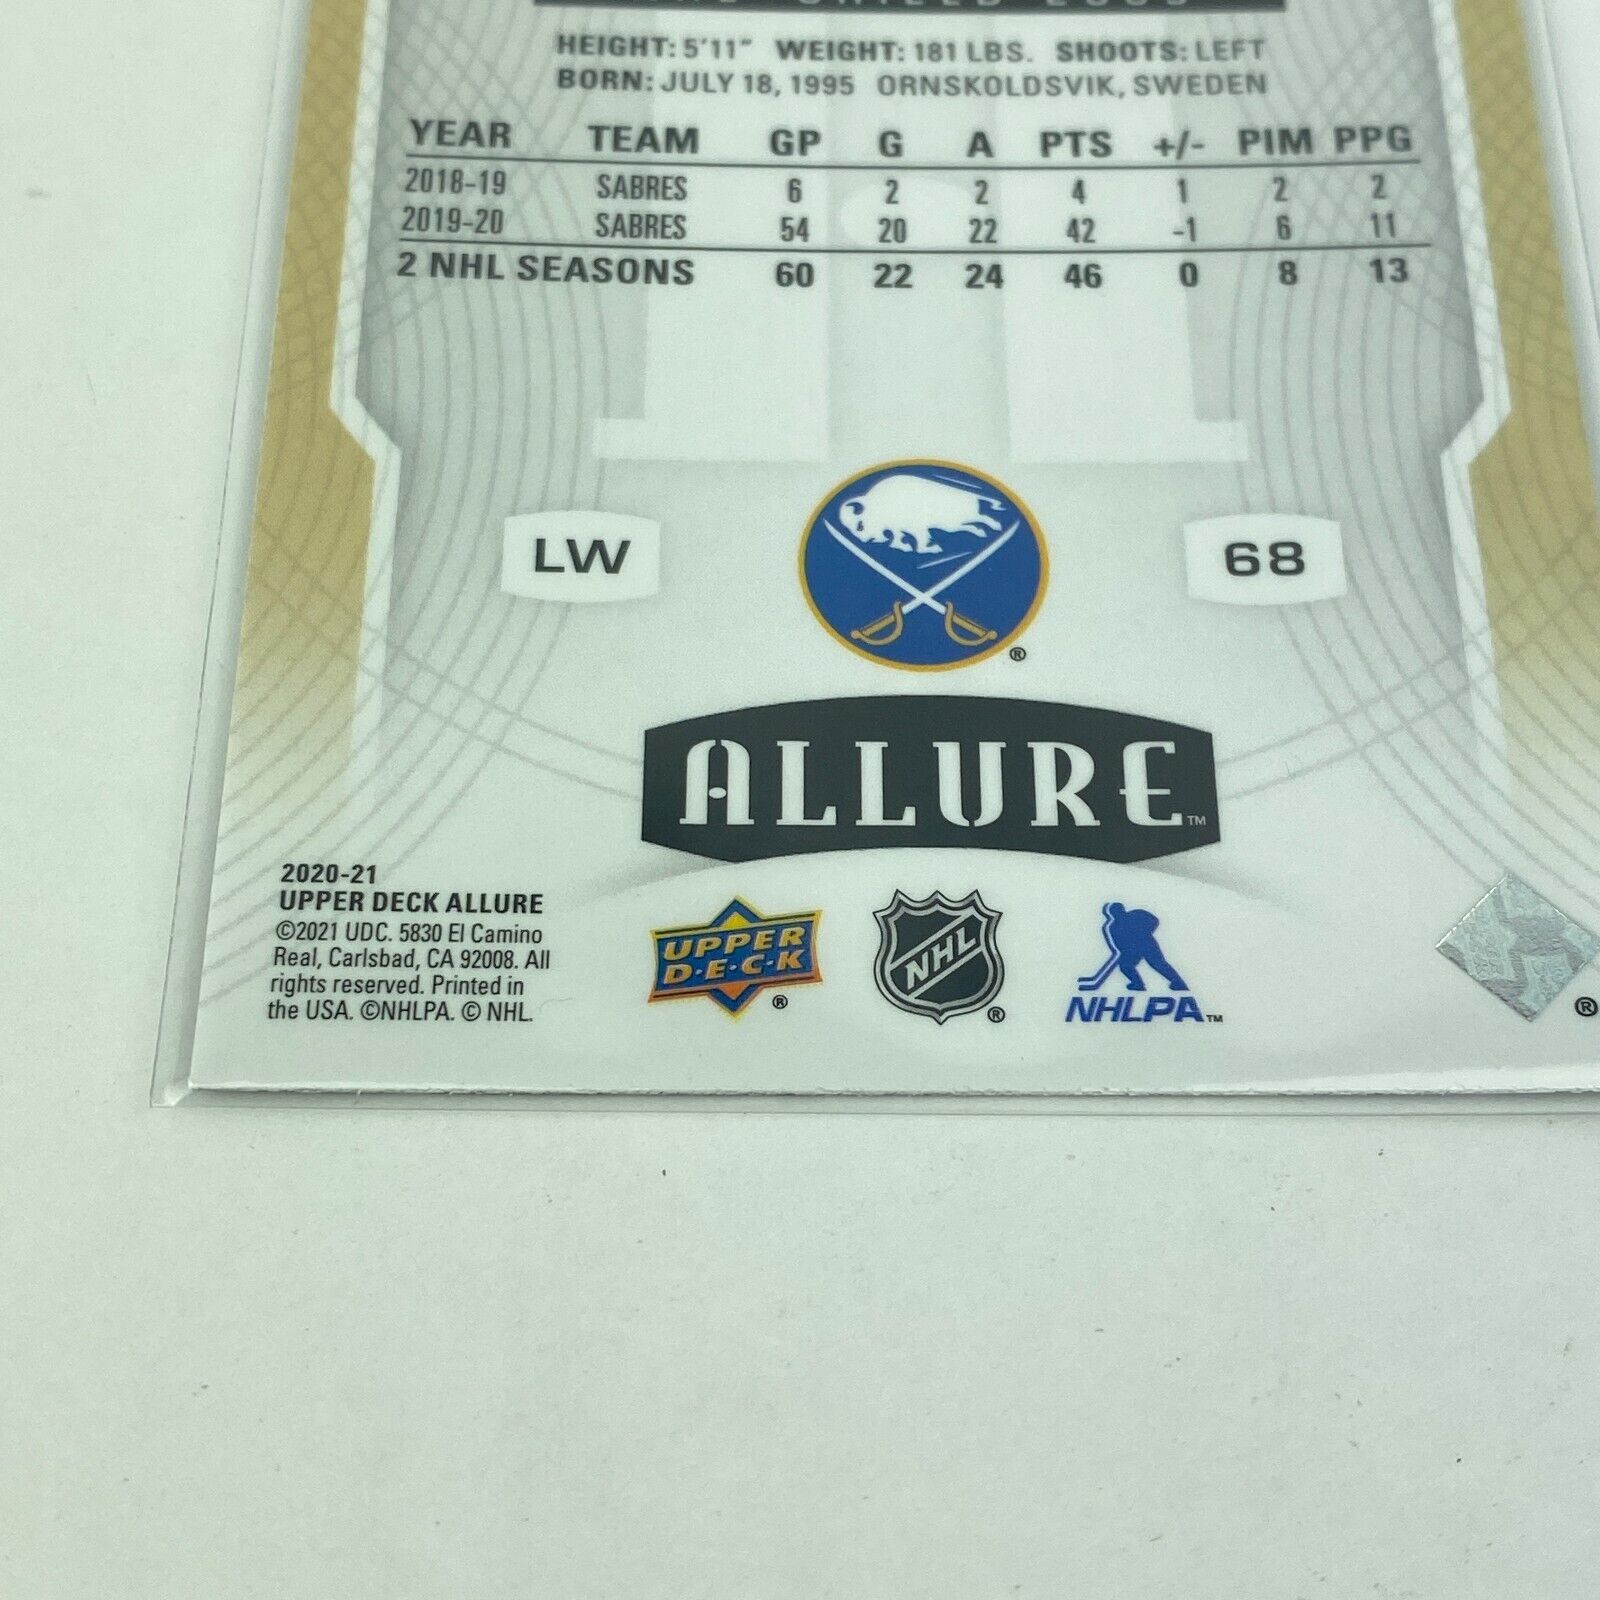 HEIGHT: 5'11" WEIGHT: 181 LBS. SHOOTS: LEFT
BORN: JULY 18, 1995 ORNSKOLDSVIK, SWEDEN
YEAR TEAM GP G A PTS +/- PIM PPG
2018-19 SABRES 6 2 2 4 1 2 2
2019-20 SABRES 54 20 22 42 -1 6 11
2 NHL SEASONS 60 22 24 46 0 8 13
LW
68
®
ALLURE™
2020-21
UPPER DECK ALLURE
©2021 UDC. 5830 El Camino
Real, Carlsbad, CA 92008. All
rights reserved. Printed in
the USA. ©NHLPA. © NHL.
UPPER
D·E·C·K
®
NHL
®
NHLPA™
®